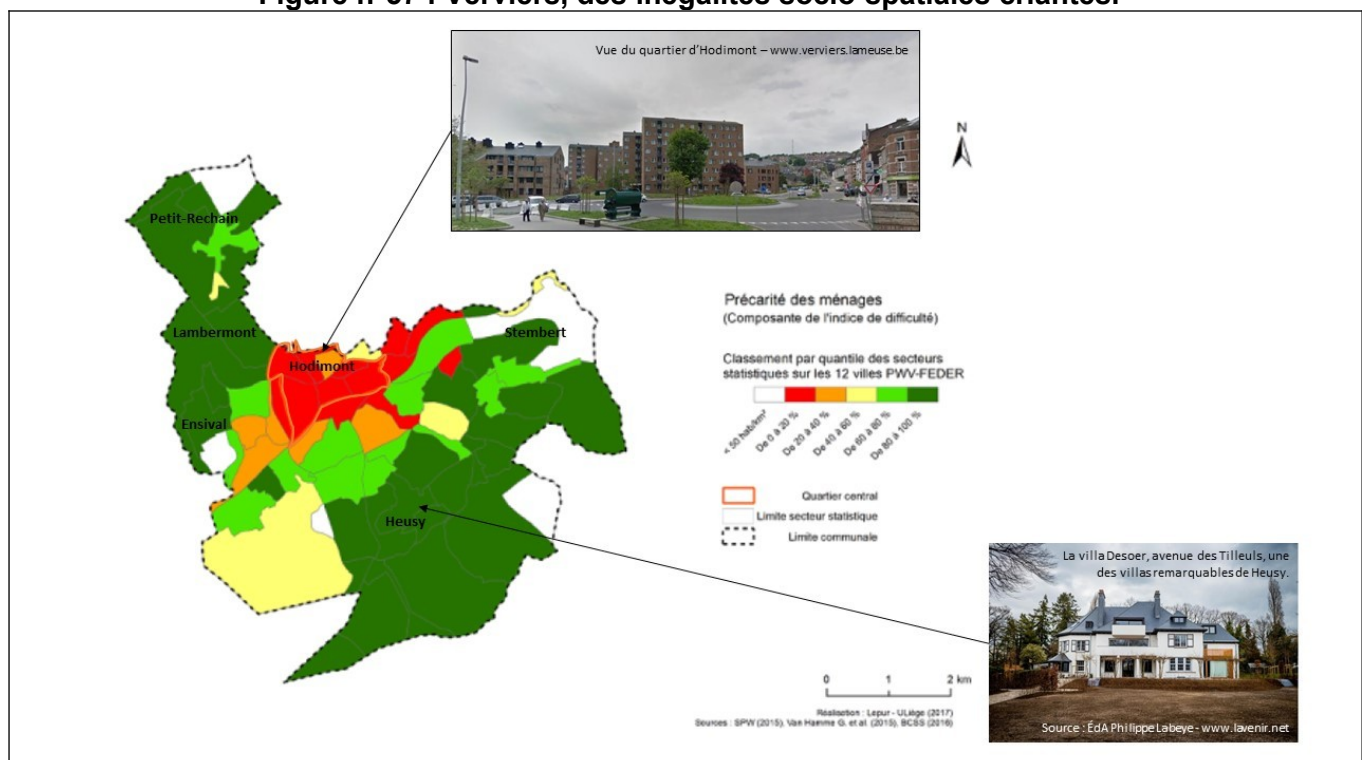 Figure n°37 : Verviers, des inégalités socio-spatiales criantes.
Vue du quartier d'Hodimont – www.verviers.lameuse.be
N
Petit-Rechain
Lambermont
Hodimont
Stembert
Ensival
Heusy
Précarité des ménages
(Composante de l'indice de difficulté)
Classement par quantile des secteurs
statistiques sur les 12 villes PWV-FEDER
< 50 hab/km²
De 0 à 20 %
De 20 à 40 %
De 40 à 60 %
De 60 à 80 %
De 80 à 100 %
Quartier central
Limite secteur statistique
Limite communale
La villa Desoer, avenue des Tilleuls, une
des villas remarquables de Heusy.
Source : ÉdA Philippe Labeye - www.lavenir.net
0 1 2 km
Réalisation : Lepur - ULiège (2017)
Sources : SPW (2015), Van Hamme G. et al. (2015), BCSS (2016)